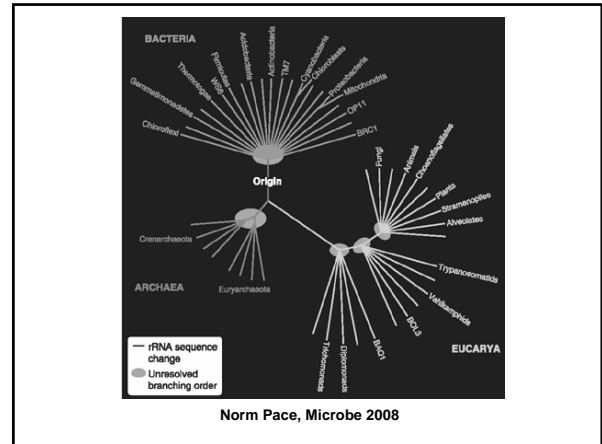 BACTERIA
Chloroflexi
Gemmatimonadetes
Thermotogae
WS6
Firmicutes
Acidobacteria
Actinobacteria
TM7
Cyanobacteria
Chloroblasts
Proteobacteria
Mitochondria
OP11
BRC1
Origin
Fungi
Animals
Choanoflagellates
Plants
Stramenopiles
Alveolates
Crenarchaeota
Euryarchaeota
ARCHAEA
Trypanosomatids
Vahlkampfids
BOL3
BAQ1
Diplomonads
Trichomonads
EUCARYA
rRNA sequence
change
Unresolved
branching order
Norm Pace, Microbe 2008